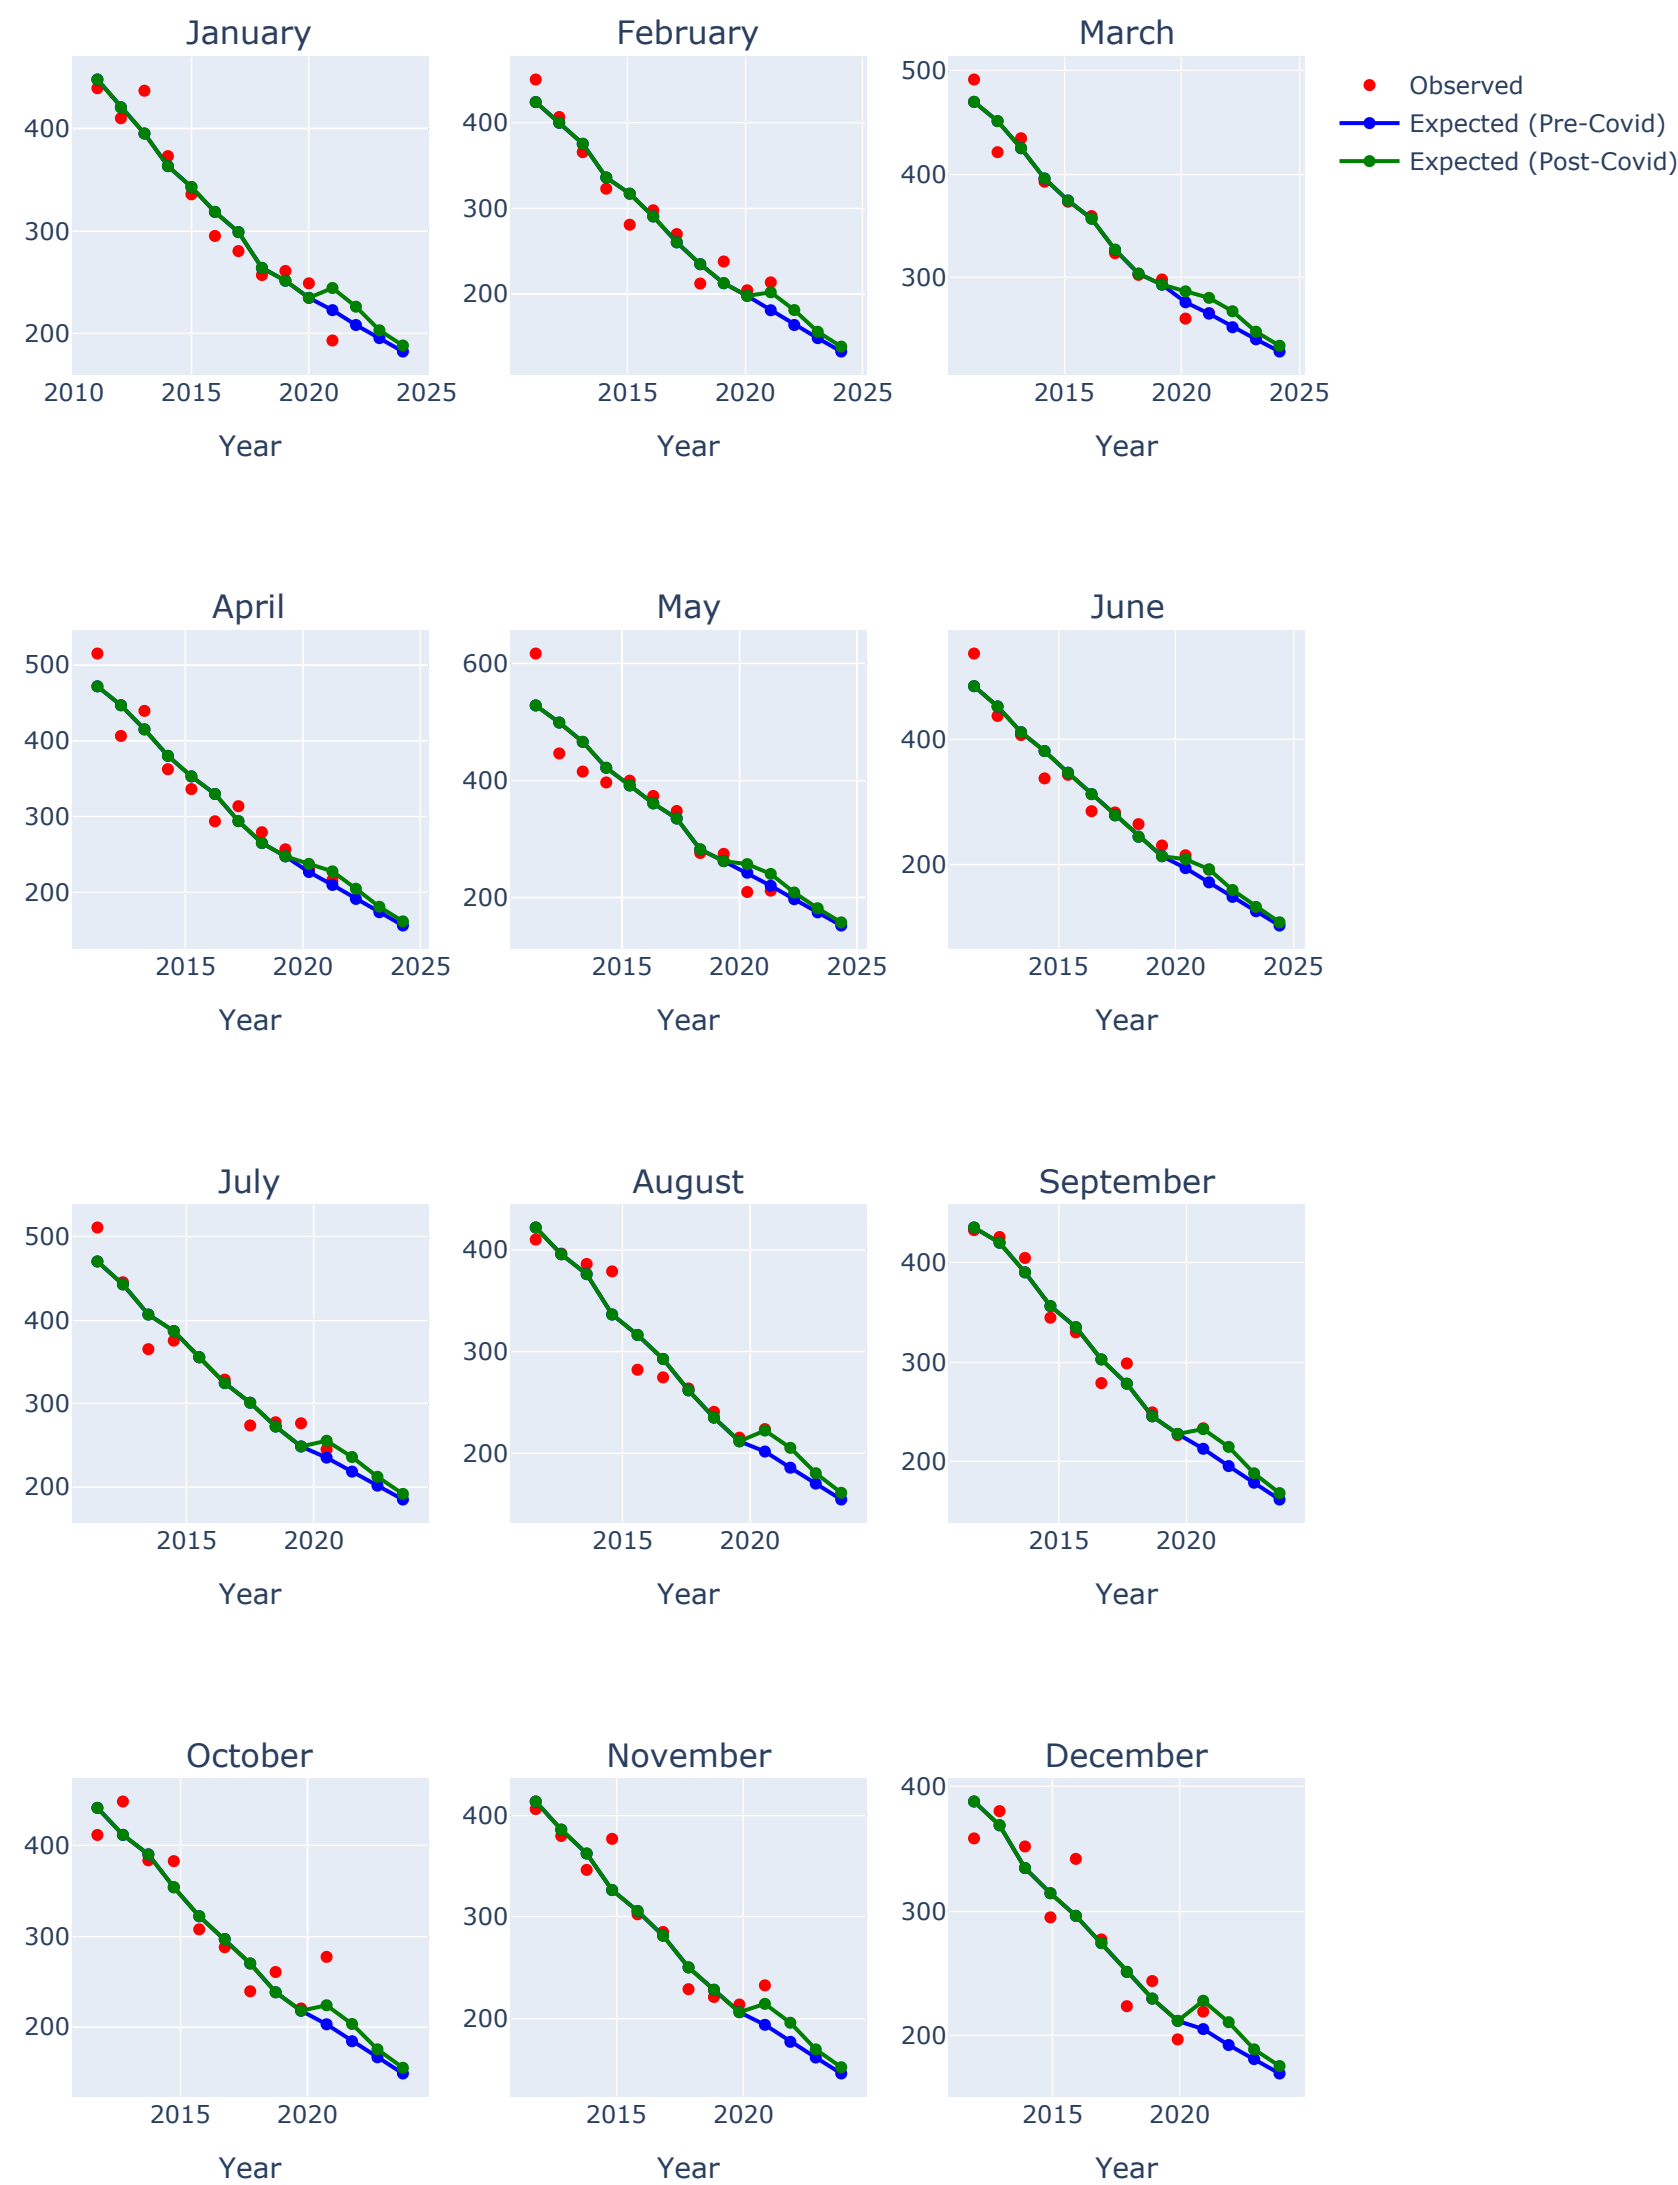 January February March
500
400
300
200
2010 2015 2020 2025
Year
400
300
200
2015 2020 2025
Year
400
300
2015 2020 2025
Year
Observed
Expected (Pre-Covid)
Expected (Post-Covid)
April May June
500
400
300
200
2015 2020 2025
Year
600
400
200
2015 2020 2025
Year
400
200
2015 2020 2025
Year
July August September
500
400
300
200
2015 2020
Year
400
300
200
2015 2020
Year
400
300
200
2015 2020
Year
October November December
400
300
200
2015 2020
Year
400
300
200
2015 2020
Year
400
300
200
2015 2020
Year